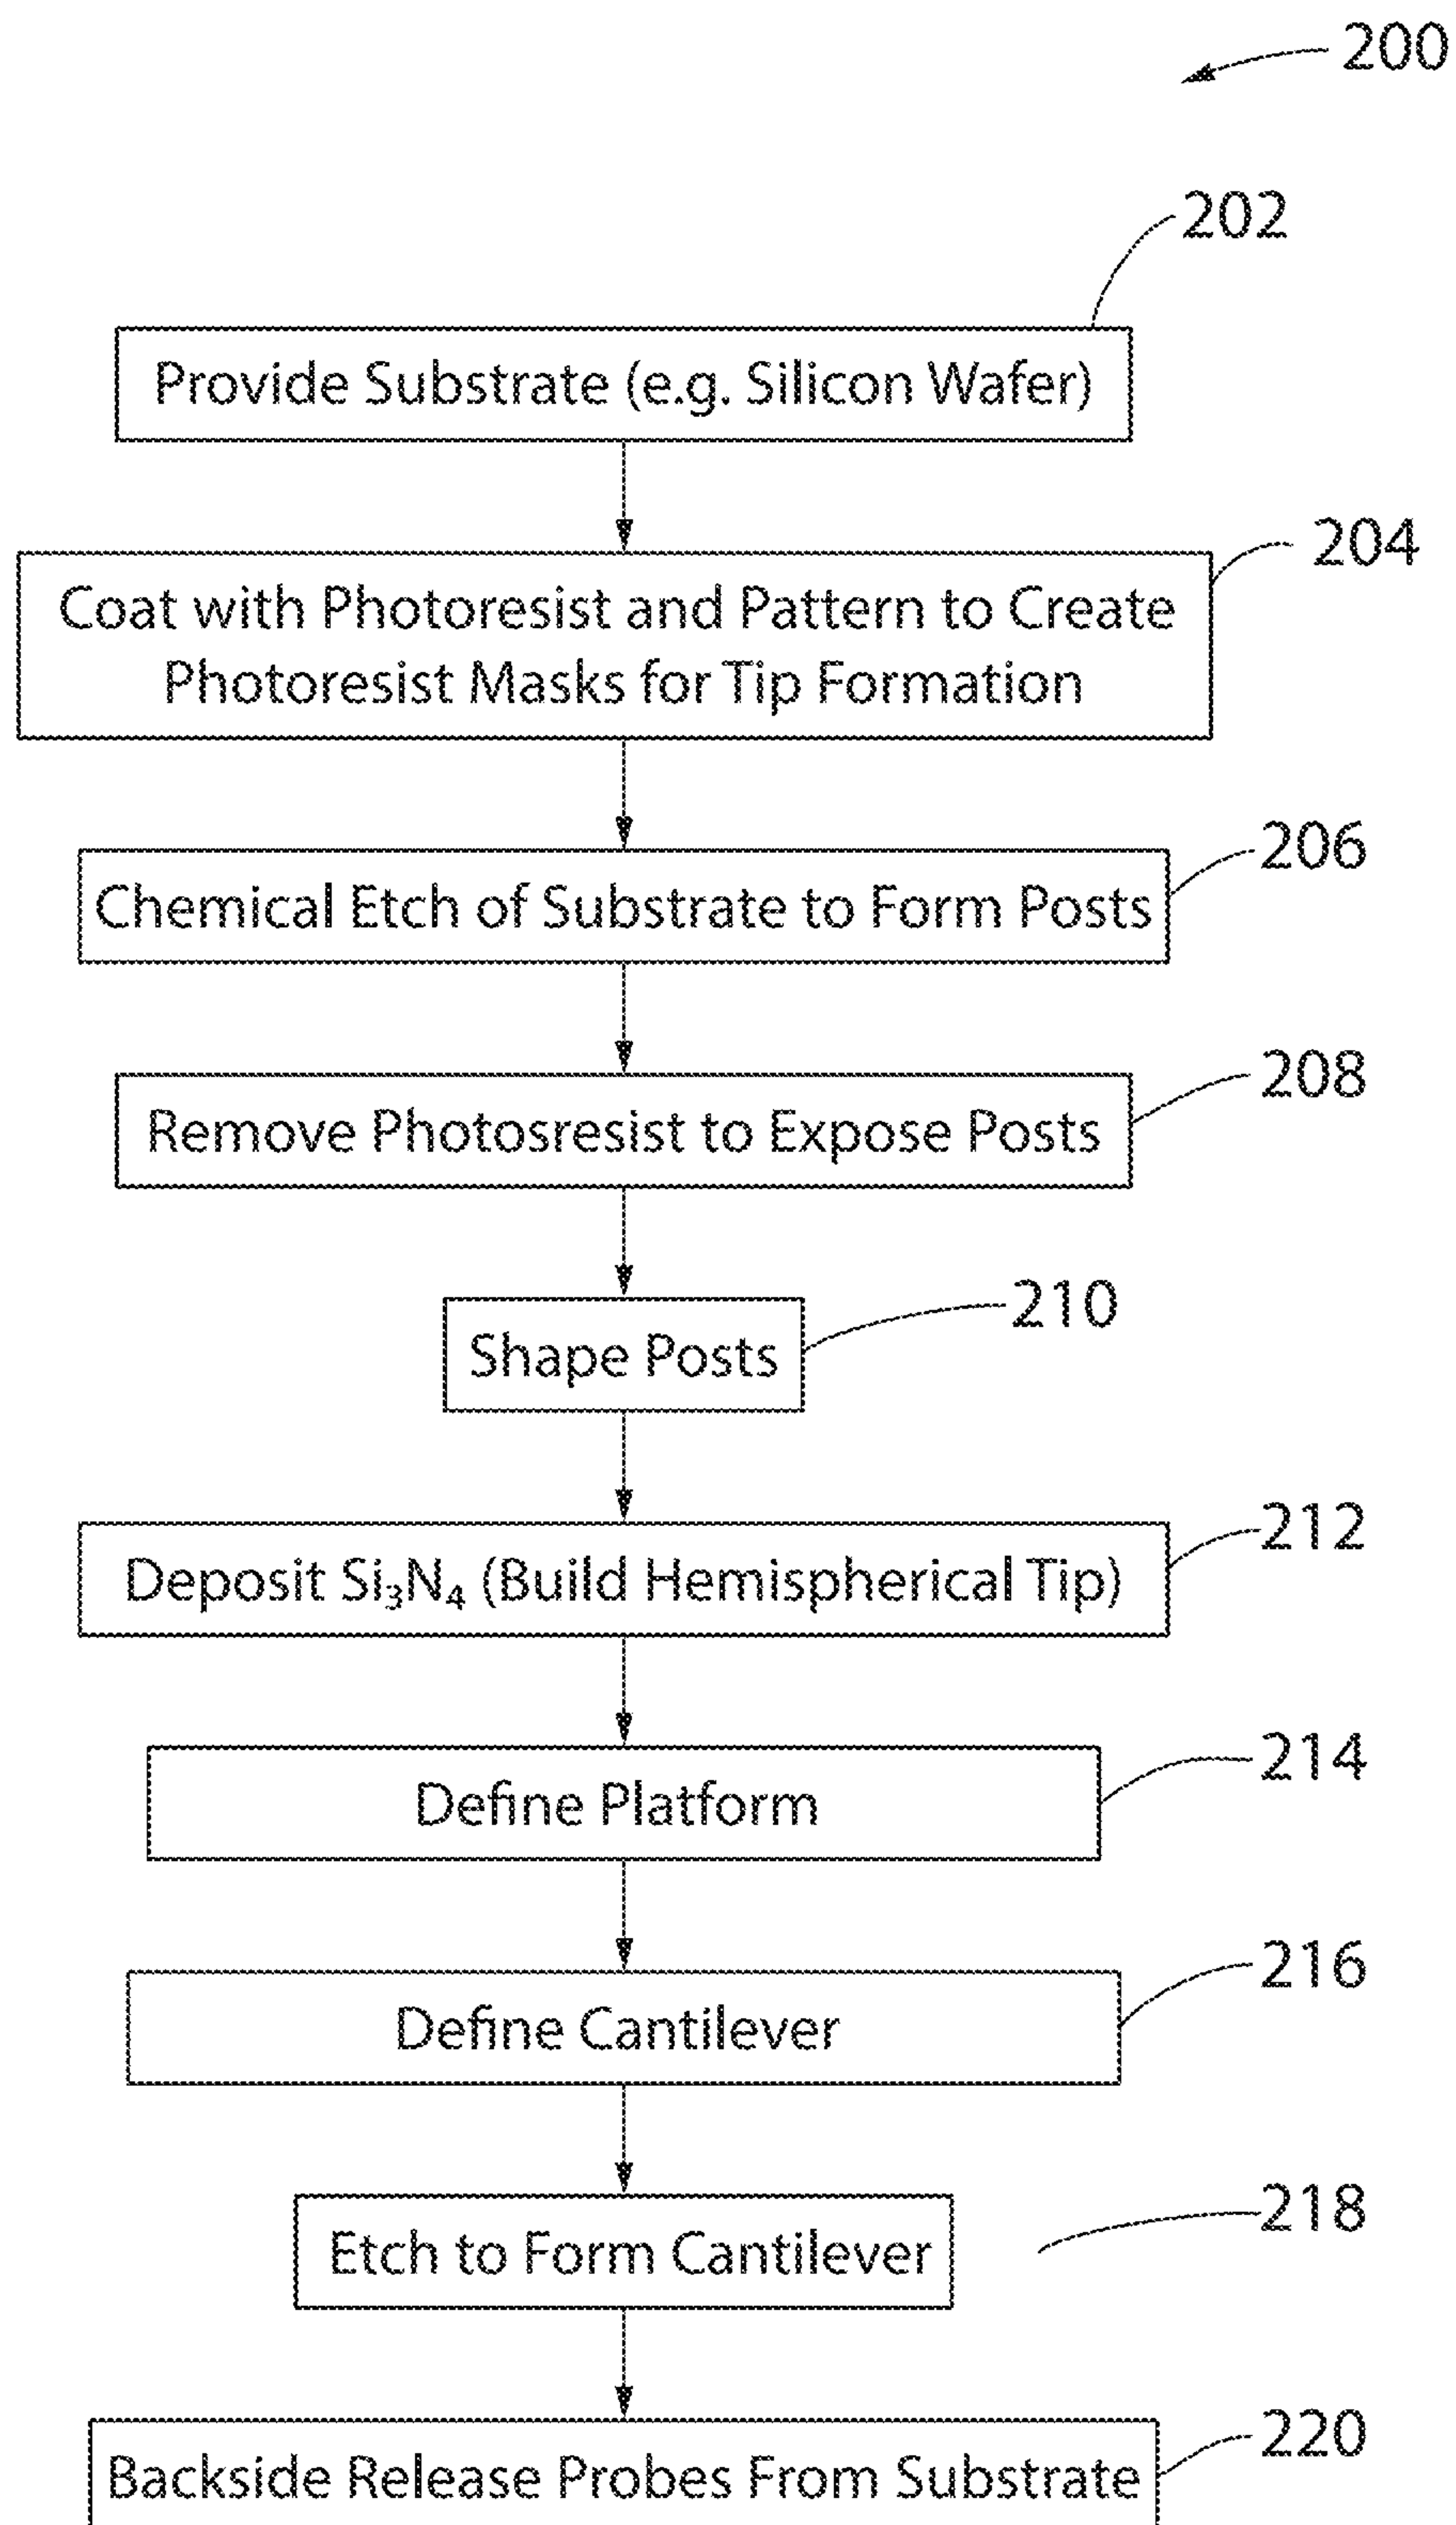 200
202
Provide Substrate (e.g. Silicon Wafer)
204
Coat with Photoresist and Pattern to Create
Photoresist Masks for Tip Formation
206
Chemical Etch of Substrate to Form Posts
208
Remove Photosresist to Expose Posts
210
Shape Posts
212
Deposit Si₃N₄ (Build Hemispherical Tip)
214
Define Platform
216
Define Cantilever
218
Etch to Form Cantilever
220
Backside Release Probes From Substrate